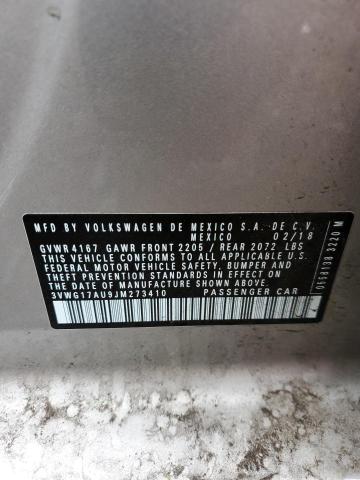 MFD BY VOLKSWAGEN DE MEXICO S.A. DE C.V.
MEXICO 02/18
GVWR 4167 GAWR FRONT 2205 / REAR 2072 LBS
THIS VEHICLE CONFORMS TO ALL APPLICABLE
FEDERAL MOTOR VEHICLE SAFETY, BUMPER, AND
THEFT PREVENTION STANDARDS IN EFFECT ON
THE DATE OF MANUFACTURE SHOWN ABOVE.
3VWG17AU9JM273410 PASSENGER CAR